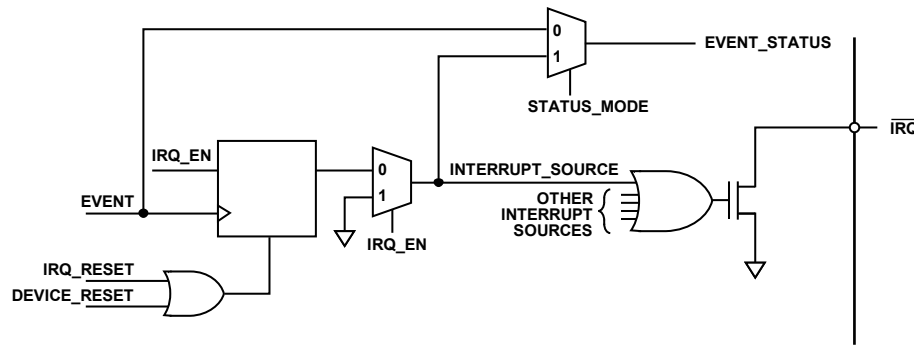 0
1
EVENT_STATUS
STATUS_MODE
IRQ
IRQ_EN
0
1
INTERRUPT_SOURCE
EVENT
OTHER
INTERRUPT
SOURCES
IRQ_EN
IRQ_RESET
DEVICE_RESET